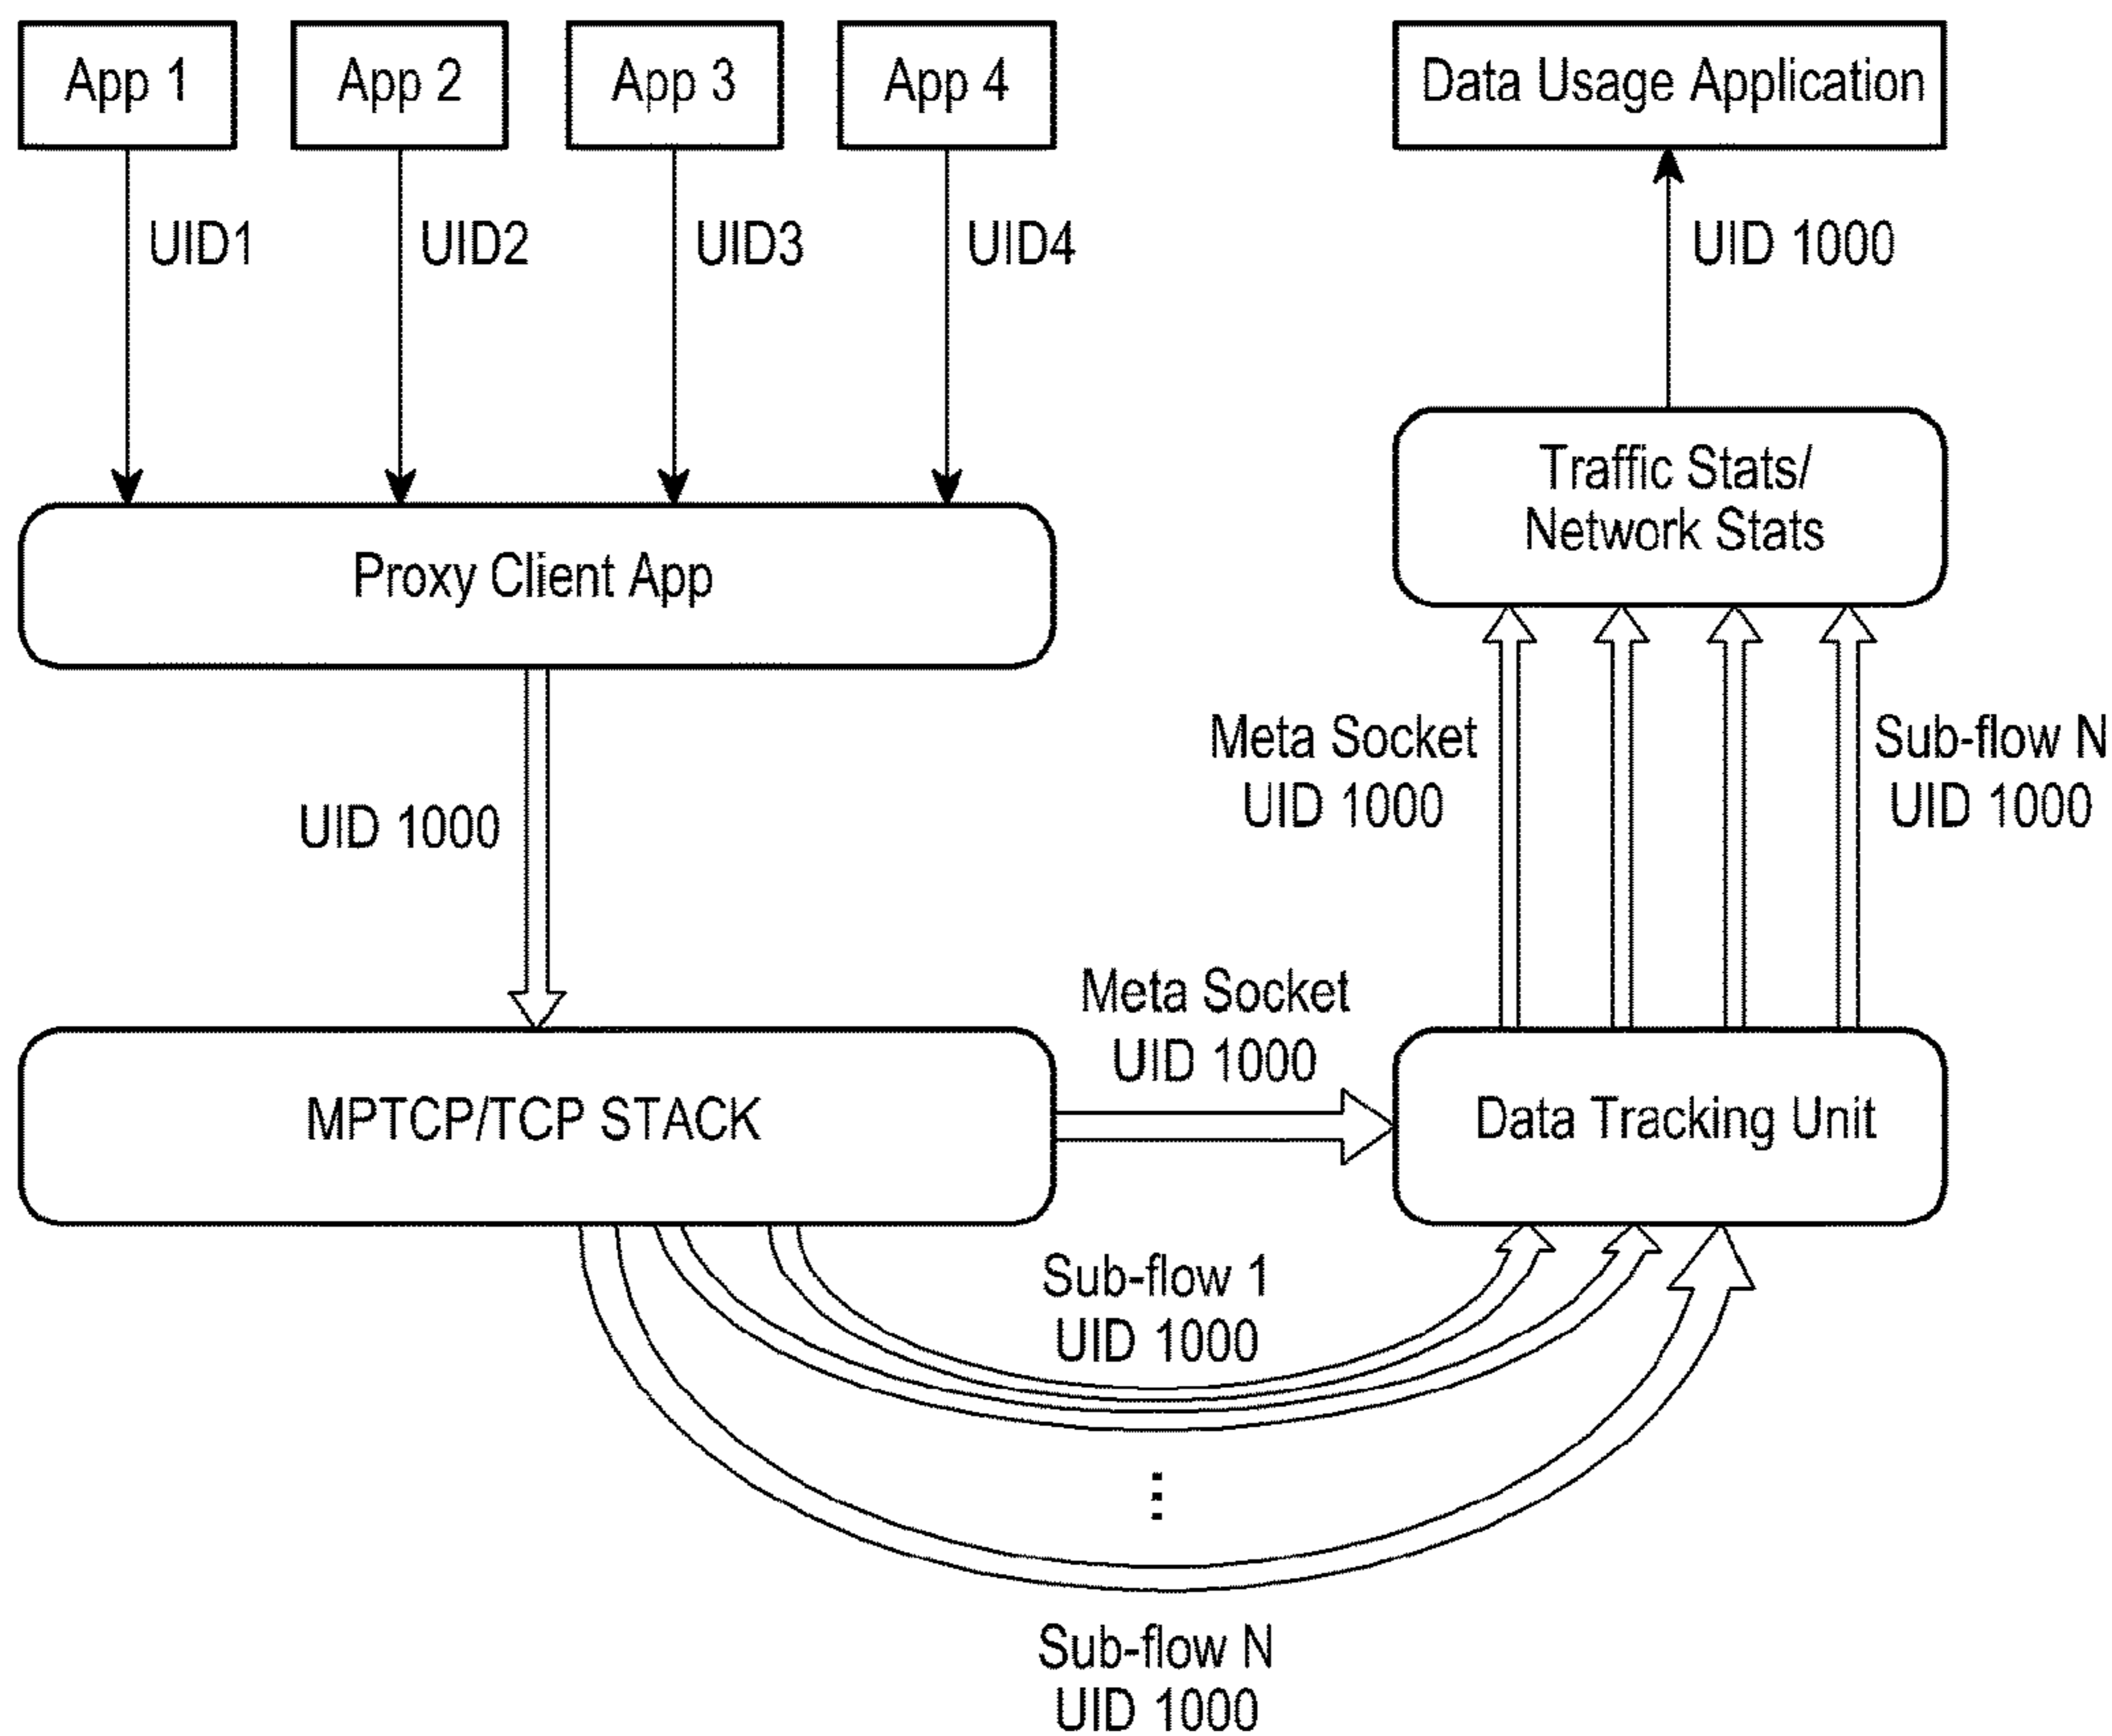 App 1
App 2
App 3
App 4
Data Usage Application
UID1
UID2
UID3
UID4
UID 1000
Traffic Stats/
Network Stats
Proxy Client App
Meta Socket
UID 1000
Sub-flow N
UID 1000
UID 1000
Meta Socket
UID 1000
MPTCP/TCP STACK
Data Tracking Unit
Sub-flow 1
UID 1000
Sub-flow N
UID 1000